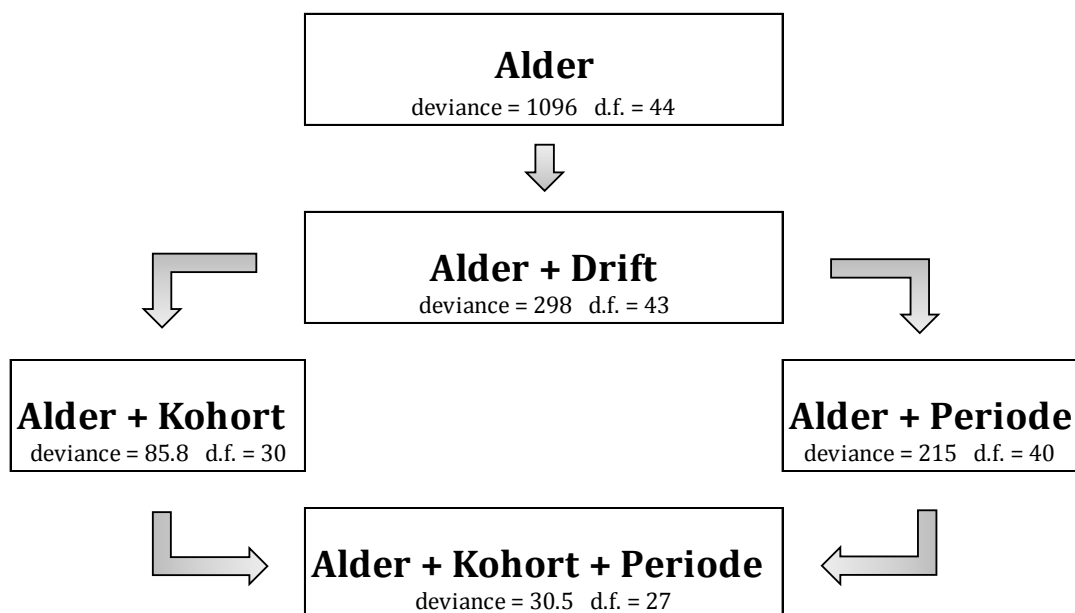 Alder
deviance = 1096 d.f. = 44
Alder + Drift
deviance = 298 d.f. = 43
Alder + Kohort
deviance = 85.8 d.f. = 30
Alder + Periode
deviance = 215 d.f. = 40
Alder + Kohort + Periode
deviance = 30.5 d.f. = 27